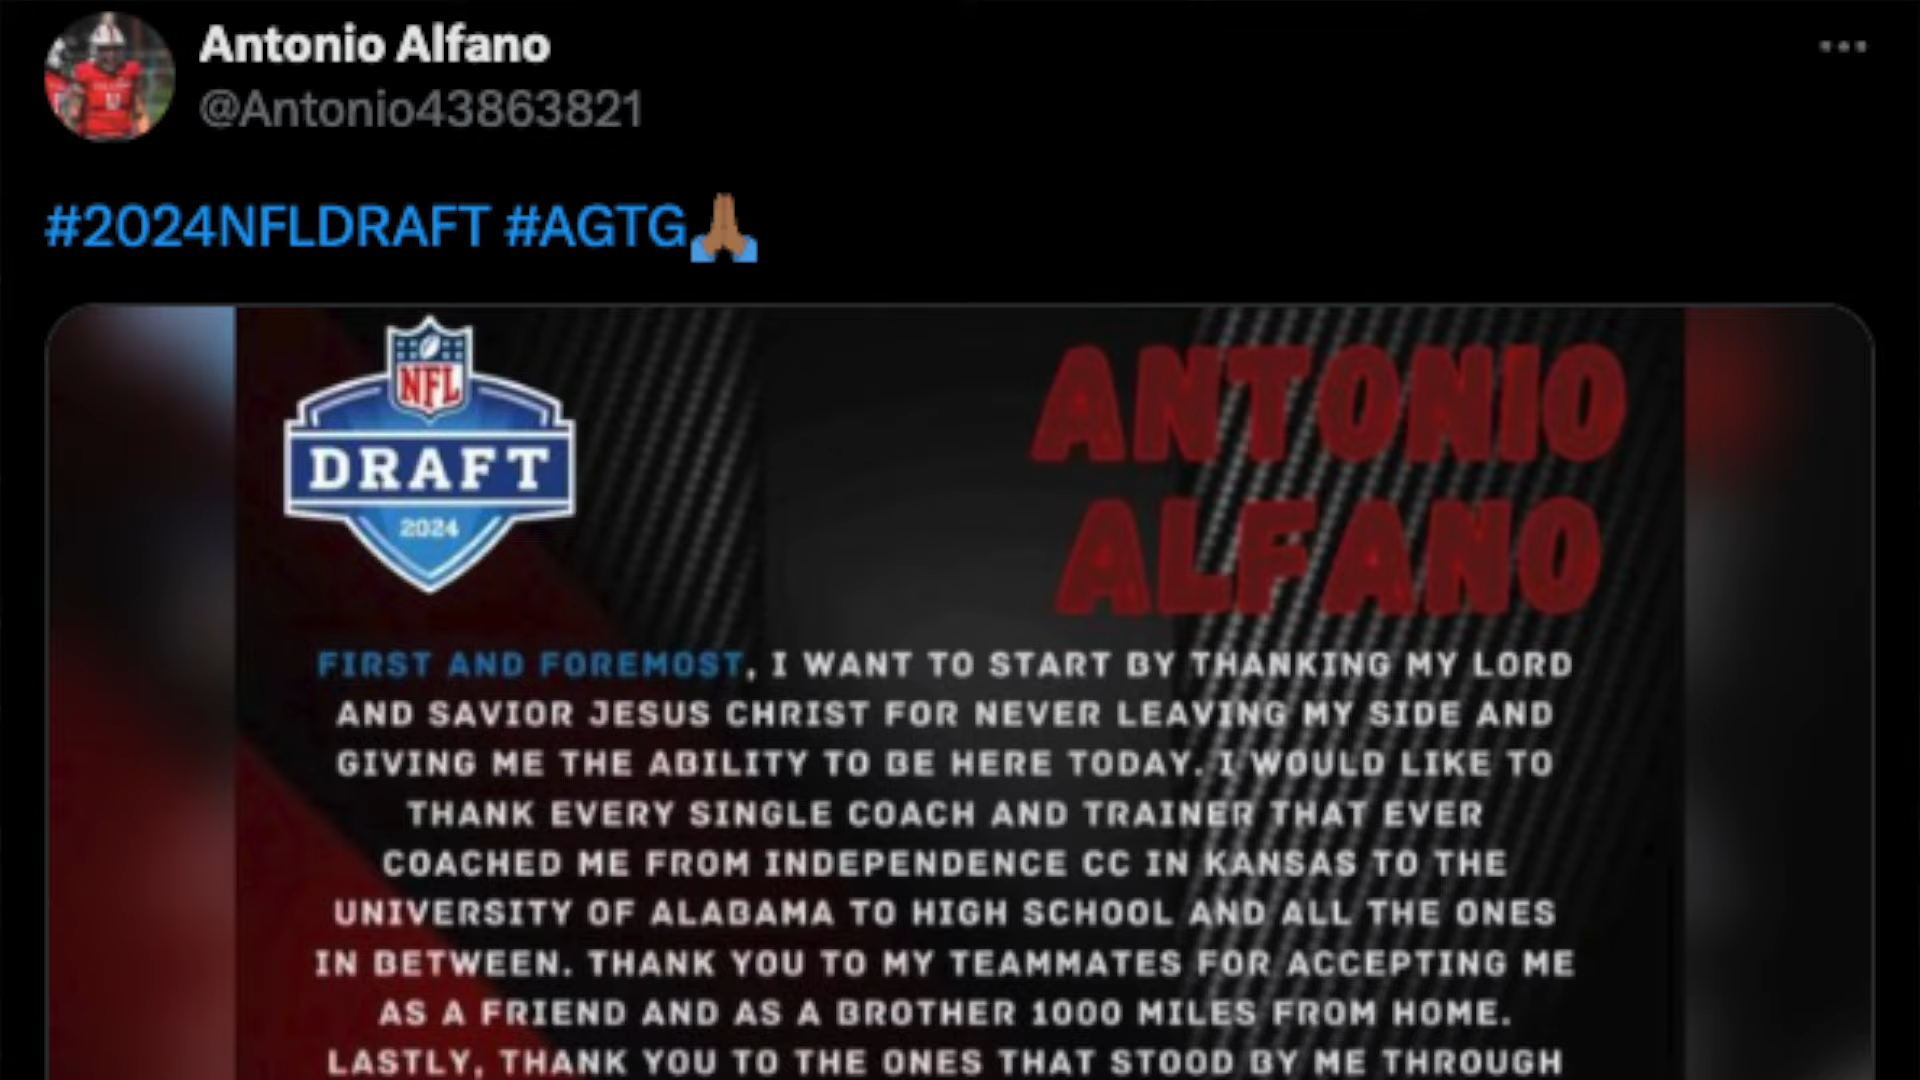 Antonio Alfano
@Antonio43863821
#2024NFLDRAFT #AGTG🙏🏾
NFL
DRAFT
2024
ANTONIO
ALFANO
FIRST AND FOREMOST, I WANT TO START BY THANKING MY LORD
AND SAVIOR JESUS CHRIST FOR NEVER LEAVING MY SIDE AND
GIVING ME THE ABILITY TO BE HERE TODAY. I WOULD LIKE TO
THANK EVERY SINGLE COACH AND TRAINER THAT EVER
COACHED ME FROM INDEPENDENCE CC IN KANSAS TO THE
UNIVERSITY OF ALABAMA TO HIGH SCHOOL AND ALL THE ONES
IN BETWEEN. THANK YOU TO MY TEAMMATES FOR ACCEPTING ME
AS A FRIEND AND AS A BROTHER 1000 MILES FROM HOME.
LASTLY, THANK YOU TO THE ONES THAT STOOD BY ME THROUGH